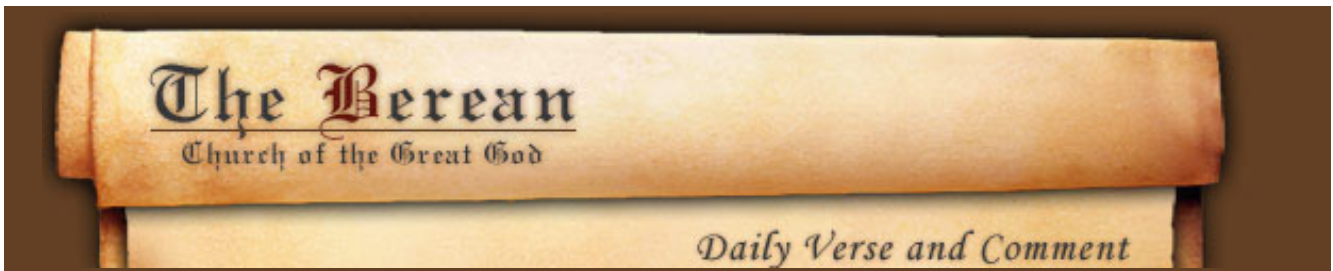 The Berean
Church of the Great God
Daily Verse and Comment